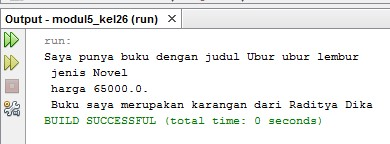 Output - modul5_kel26 (run) ×
run:
Saya punya buku dengan judul Ubur ubur lembur
jenis Novel
harga 65000.0.
Buku saya merupakan karangan dari Raditya Dika
BUILD SUCCESSFUL (total time: 0 seconds)